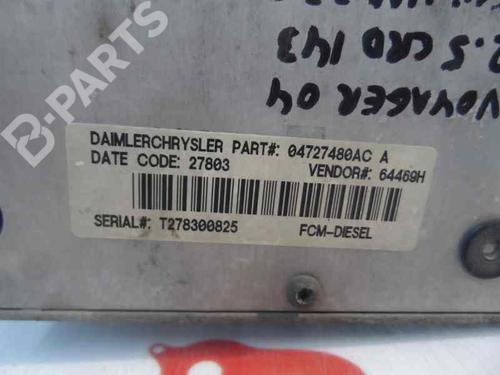 2.5 CRD 143
VOYAGER 04
DAIMLERCHRYSLER PART#: 04727480AC A
DATE CODE: 27803 VENDOR#: 64469H
SERIAL#: T278300825 FCM-DIESEL
B-PARTS